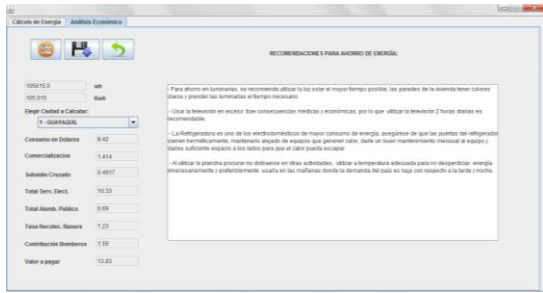 Cálculo de Energía
Análisis Económico
RECOMENDACIONES PARA AHORRO DE ENERGÍA:
105615.0 wh
105.615 Kwh
Elegir Ciudad a Calcular:
1 - GUAYAQUIL
Consumo en Dolares 8.42
Comercializacion 1.414
Subsidio Cruzado 0.4917
Total Serv. Elect. 10.33
Total Alumb. Publico 0.69
Tasa Recolec. Basura 1.23
Contribución Bomberos 1.59
Valor a pagar 13.83
- Para ahorro en luminarias, se recomienda utilizar la luz solar el mayor tiempo posible, las paredes de la vivienda tener colores
claros y prender las luminarias al tiempo necesario.
- Usar la televisión en exceso trae consecuencias médicas y económicas, por lo que utilizar la televisión 2 horas diarias es
recomendable.
- La Refrigeradora es uno de los electrodomésticos de mayor consumo de energía, asegúrese de que las puertas del refrigerador
cierren herméticamente, mantenerlo alejado de equipos que generen calor, darle un buen mantenimiento mensual al equipo y
darles suficiente espacio a los lados para que el calor pueda escapar.
- Al utilizar la plancha procurar no distraerse en otras actividades, utilizar a temperatura adecuada para no desperdiciar energía
innecesariamente y preferiblemente usarla en las mañanas donde la demanda del país es baja con respecto a la tarde y noche.